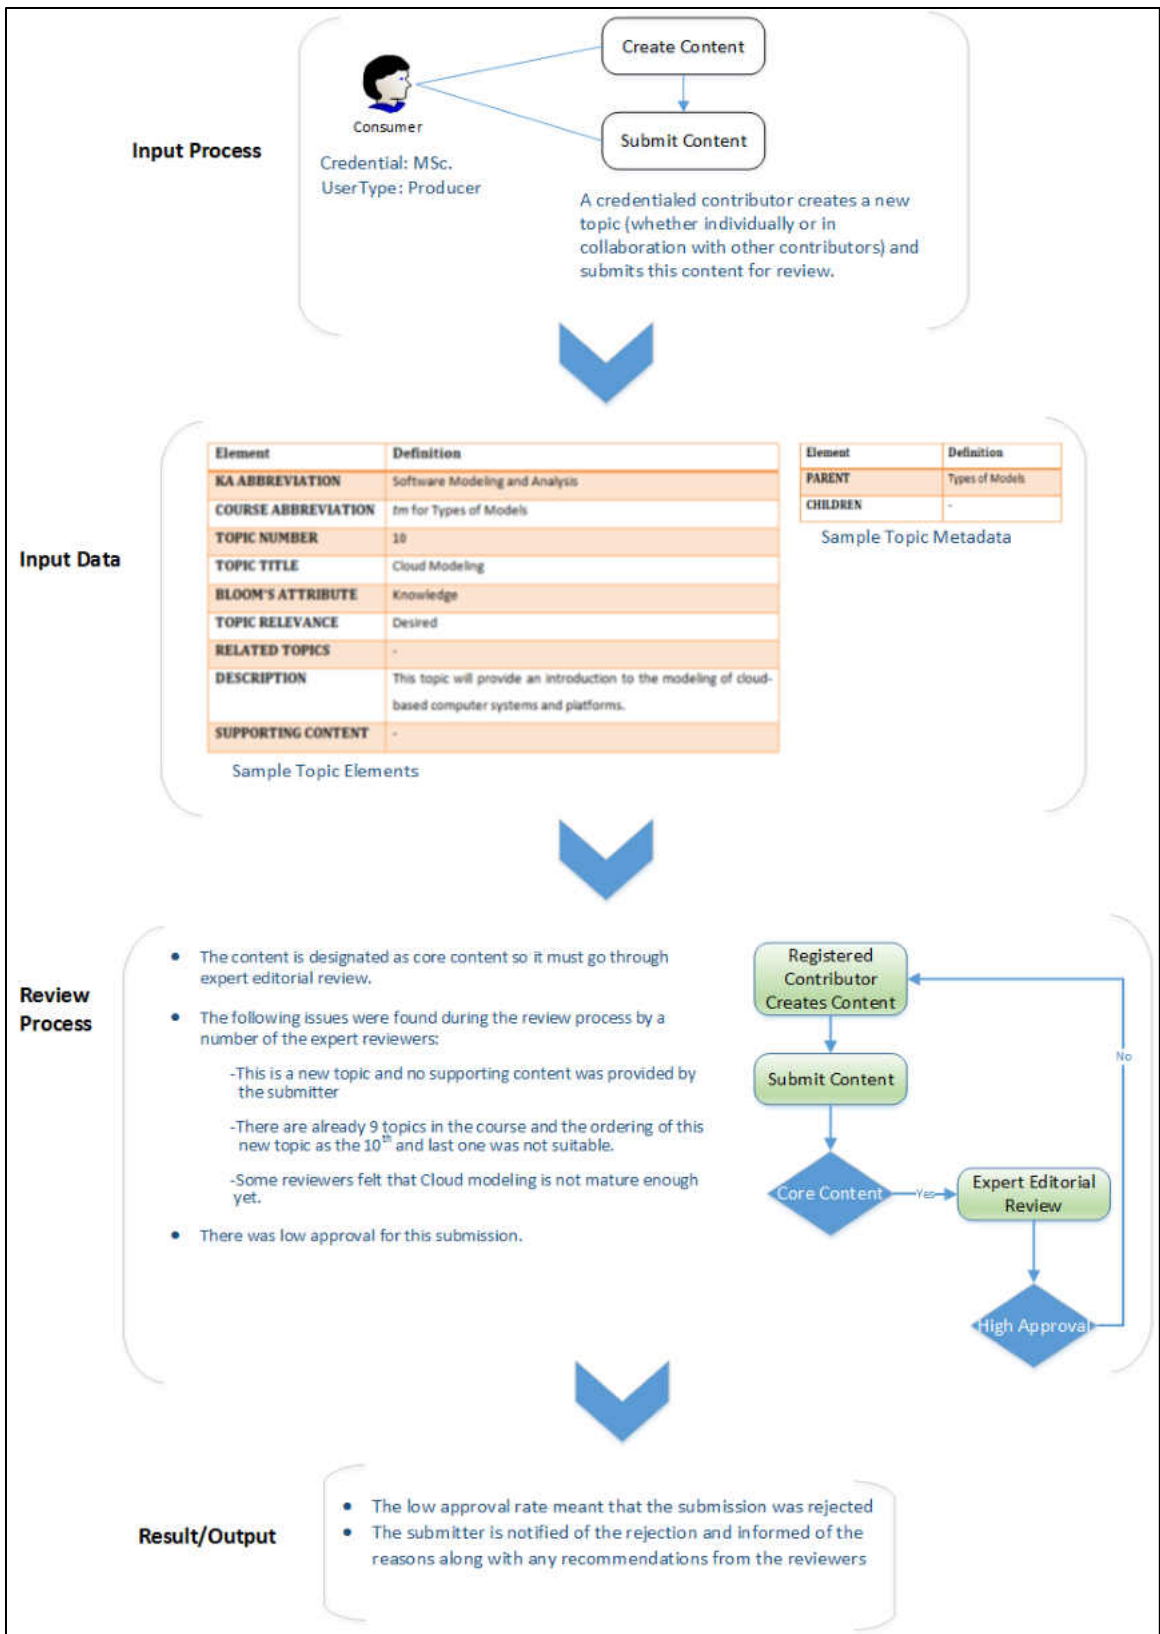 Create Content
Consumer
Submit Content
Input Process
Credential: MSc.
UserType: Producer
A credentialed contributor creates a new
topic (whether individually or in
collaboration with other contributors) and
submits this content for review.
Input Data
Element Definition
KA ABBREVIATION Software Modeling and Analysis
COURSE ABBREVIATION tm for Types of Models
TOPIC NUMBER 10
TOPIC TITLE Cloud Modeling
BLOOM'S ATTRIBUTE Knowledge
TOPIC RELEVANCE Desired
RELATED TOPICS -
DESCRIPTION This topic will provide an introduction to the modeling of cloud-
based computer systems and platforms.
SUPPORTING CONTENT -
Sample Topic Elements
Element Definition
PARENT Types of Models
CHILDREN -
Sample Topic Metadata
Review
Process
• The content is designated as core content so it must go through
expert editorial review.
• The following issues were found during the review process by a
number of the expert reviewers:
-This is a new topic and no supporting content was provided by
the submitter
-There are already 9 topics in the course and the ordering of this
new topic as the 10th and last one was not suitable.
-Some reviewers felt that Cloud modeling is not mature enough
yet.
• There was low approval for this submission.
Registered
Contributor
Creates Content
No
Submit Content
Core Content
Yes
Expert Editorial
Review
High Approval
Result/Output
• The low approval rate meant that the submission was rejected
• The submitter is notified of the rejection and informed of the
reasons along with any recommendations from the reviewers